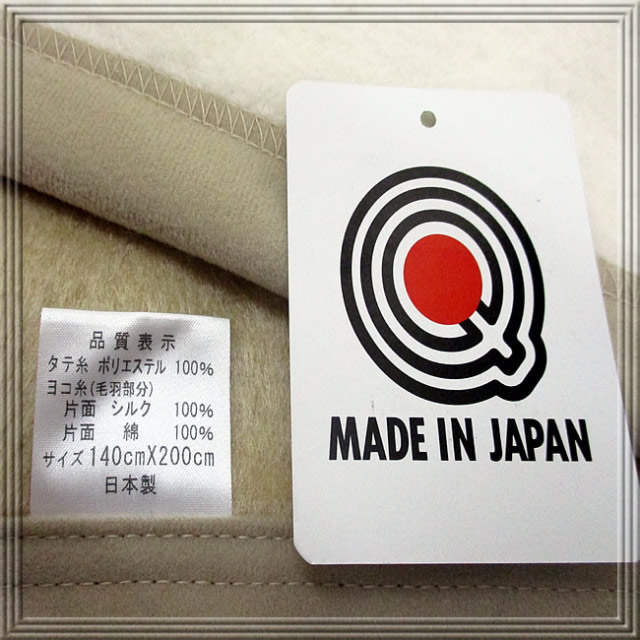 品質表示
タテ糸 ポリエステル 100%
ヨコ糸(毛羽部分)
片面 シルク 100%
片面 綿 100%
サイズ 140cmX200cm
日本製
MADE IN JAPAN